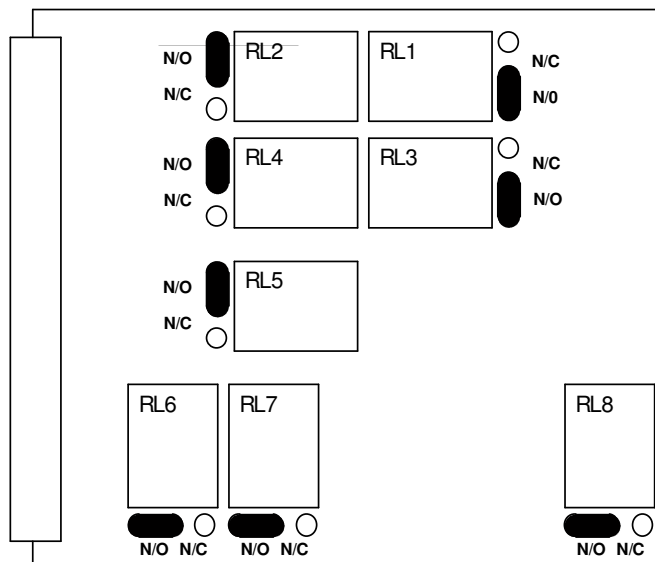 N/O RL2 RL1 N/C
N/C N/0
N/O RL4 RL3 N/C
N/C N/O
N/O RL5
N/C
RL6 RL7 RL8
N/O N/C N/O N/C N/O N/C